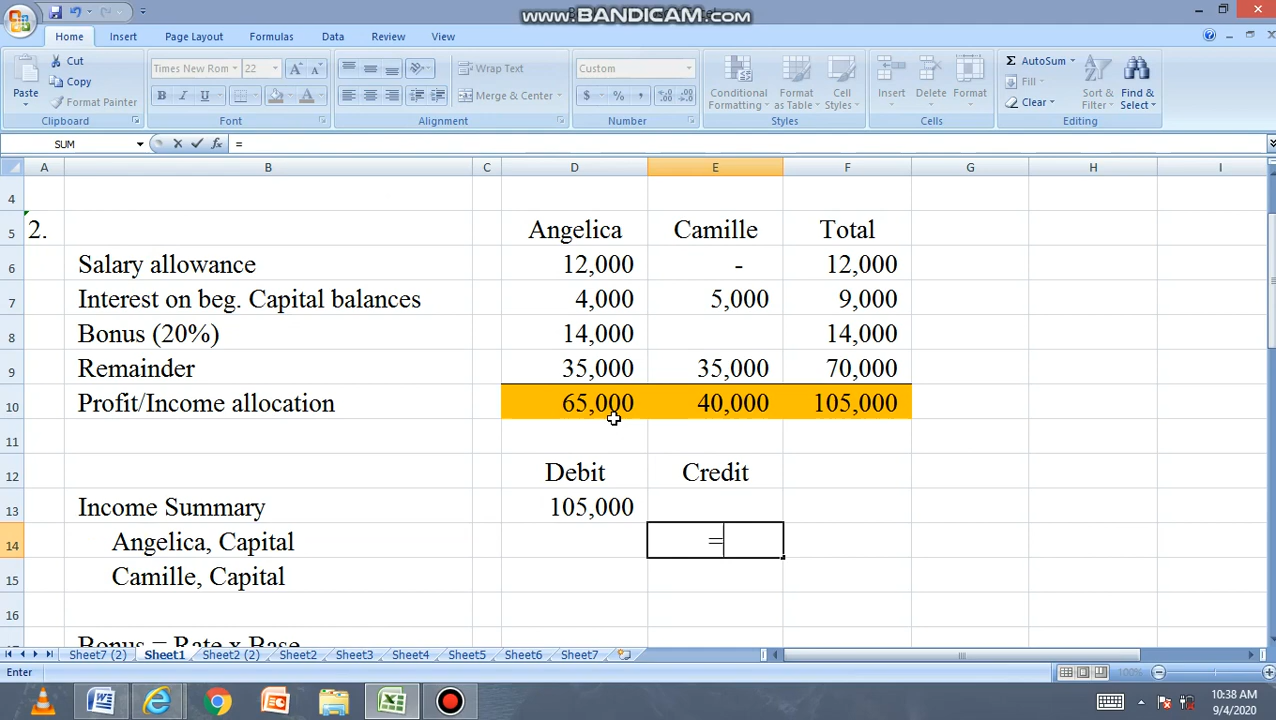 www.BANDICAM.com
Home Insert Page Layout Formulas Data Review View
Paste Cut Times New Rom 22 A A Wrap Text Custom Conditional Formatting Format as Table Cell Styles Insert Delete Format Σ AutoSum Sort & Filter Find & Select
Copy Fill
Format Painter B I U A Merge & Center $ % , Clear
Clipboard Font Alignment Number Styles Cells Editing
SUM fx =
A B C D E F G H I
4
5 2. Angelica Camille Total
6 Salary allowance 12,000 - 12,000
7 Interest on beg. Capital balances 4,000 5,000 9,000
8 Bonus (20%) 14,000 14,000
9 Remainder 35,000 35,000 70,000
10 Profit/Income allocation 65,000 40,000 105,000
11
12 Debit Credit
13 Income Summary 105,000
14 Angelica, Capital =
15 Camille, Capital
16
Bonus = Rate x Base
Sheet7 (2) Sheet1 Sheet2 (2) Sheet2 Sheet3 Sheet4 Sheet5 Sheet6 Sheet7
Enter 100%
10:38 AM
9/4/2020